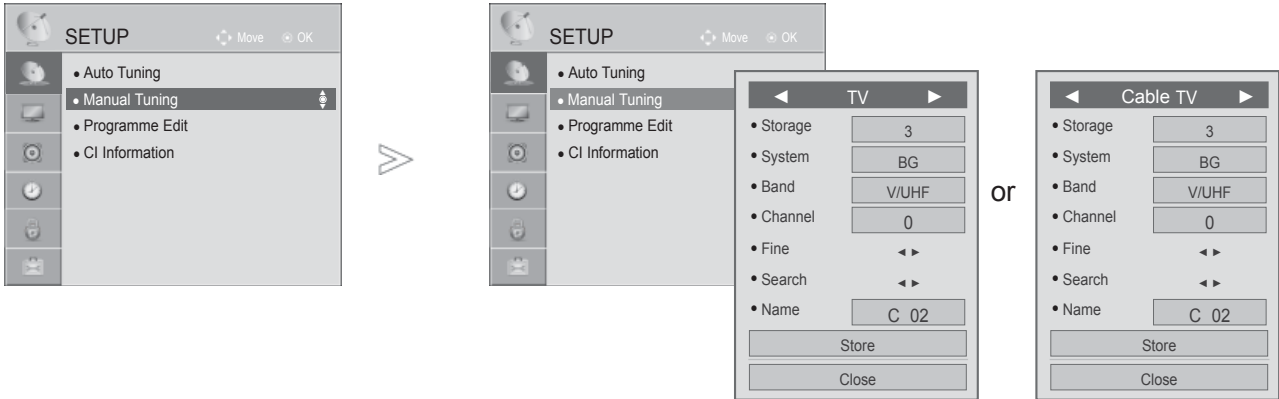 SETUP
Move
OK
• Auto Tuning
• Manual Tuning
• Programme Edit
• CI Information
SETUP
Move
OK
• Auto Tuning
• Manual Tuning
• Programme Edit
• CI Information
◄ TV ►
• Storage 3
• System BG
• Band V/UHF
• Channel 0
• Fine ◄ ►
• Search ◄ ►
• Name C 02
Store
Close
or
◄ Cable TV ►
• Storage 3
• System BG
• Band V/UHF
• Channel 0
• Fine ◄ ►
• Search ◄ ►
• Name C 02
Store
Close